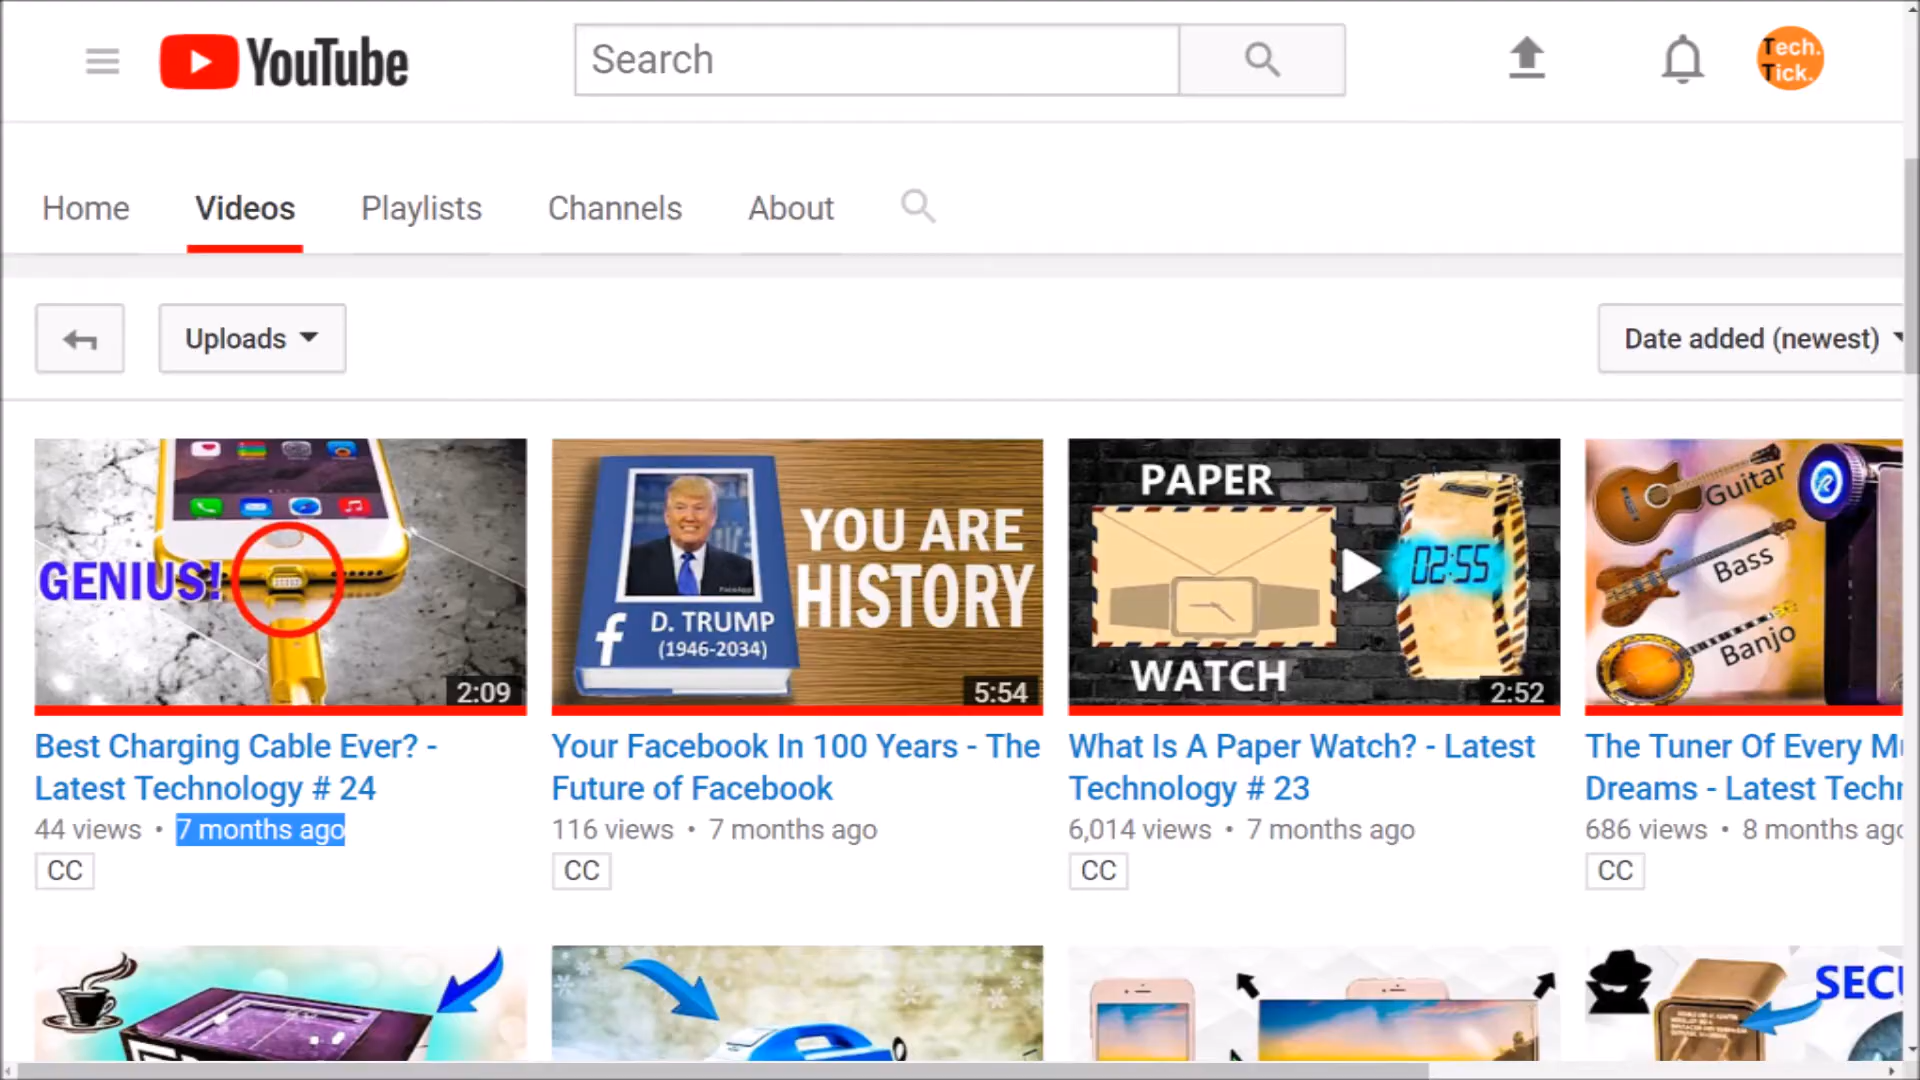 YouTube
Search
Tech.
Tick.
Home
Videos
Playlists
Channels
About
Uploads
Date added (newest)
GENIUS!
2:09
D. TRUMP
(1946-2034)
YOU ARE
HISTORY
5:54
PAPER
02:55
WATCH
2:52
Guitar
Bass
Banjo
Best Charging Cable Ever? -
Latest Technology # 24
44 views • 7 months ago
CC
Your Facebook In 100 Years - The
Future of Facebook
116 views • 7 months ago
CC
What Is A Paper Watch? - Latest
Technology # 23
6,014 views • 7 months ago
CC
The Tuner Of Every M
Dreams - Latest Tech
686 views • 8 months ago
CC
SECU